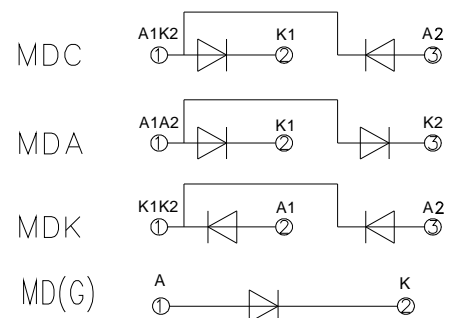 A1K2 K1 A2
MDC ① ② ③
A1A2 K1 K2
MDA ① ② ③
K1K2 A1 A2
MDK ① ② ③
A K
MD(G) ① ②